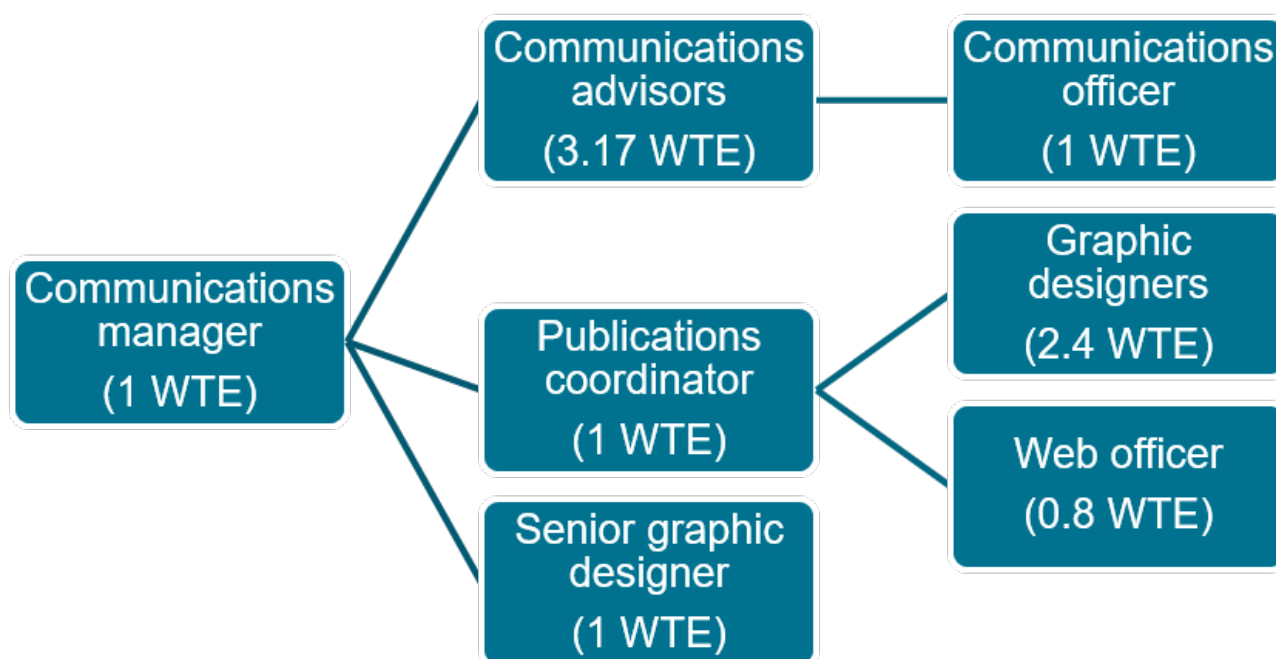 Communications
manager
(1 WTE)
Communications
advisors
(3.17 WTE)
Communications
officer
(1 WTE)
Publications
coordinator
(1 WTE)
Graphic
designers
(2.4 WTE)
Web officer
(0.8 WTE)
Senior graphic
designer
(1 WTE)